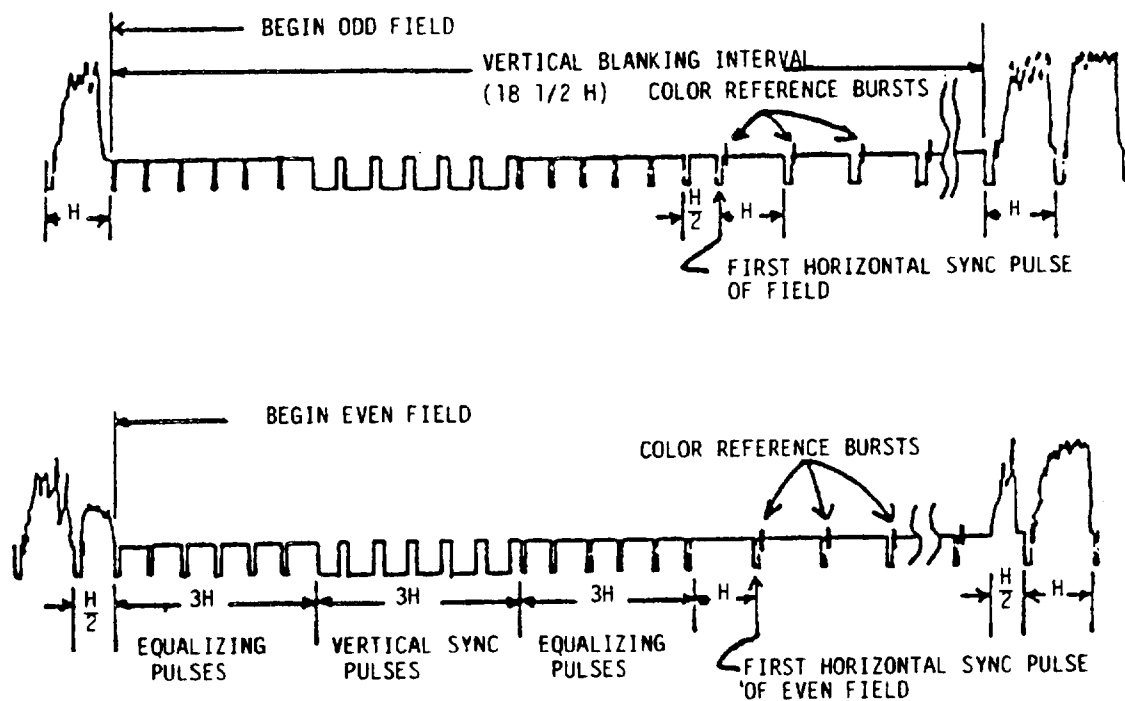 BEGIN ODD FIELD
VERTICAL BLANKING INTERVAL
(18 1/2 H) COLOR REFERENCE BURSTS
H
H
2
H
H
FIRST HORIZONTAL SYNC PULSE
OF FIELD
BEGIN EVEN FIELD
COLOR REFERENCE BURSTS
H
2
3H
3H
3H
H
H
2
H
EQUALIZING
PULSES
VERTICAL SYNC
PULSES
EQUALIZING
PULSES
FIRST HORIZONTAL SYNC PULSE
OF EVEN FIELD